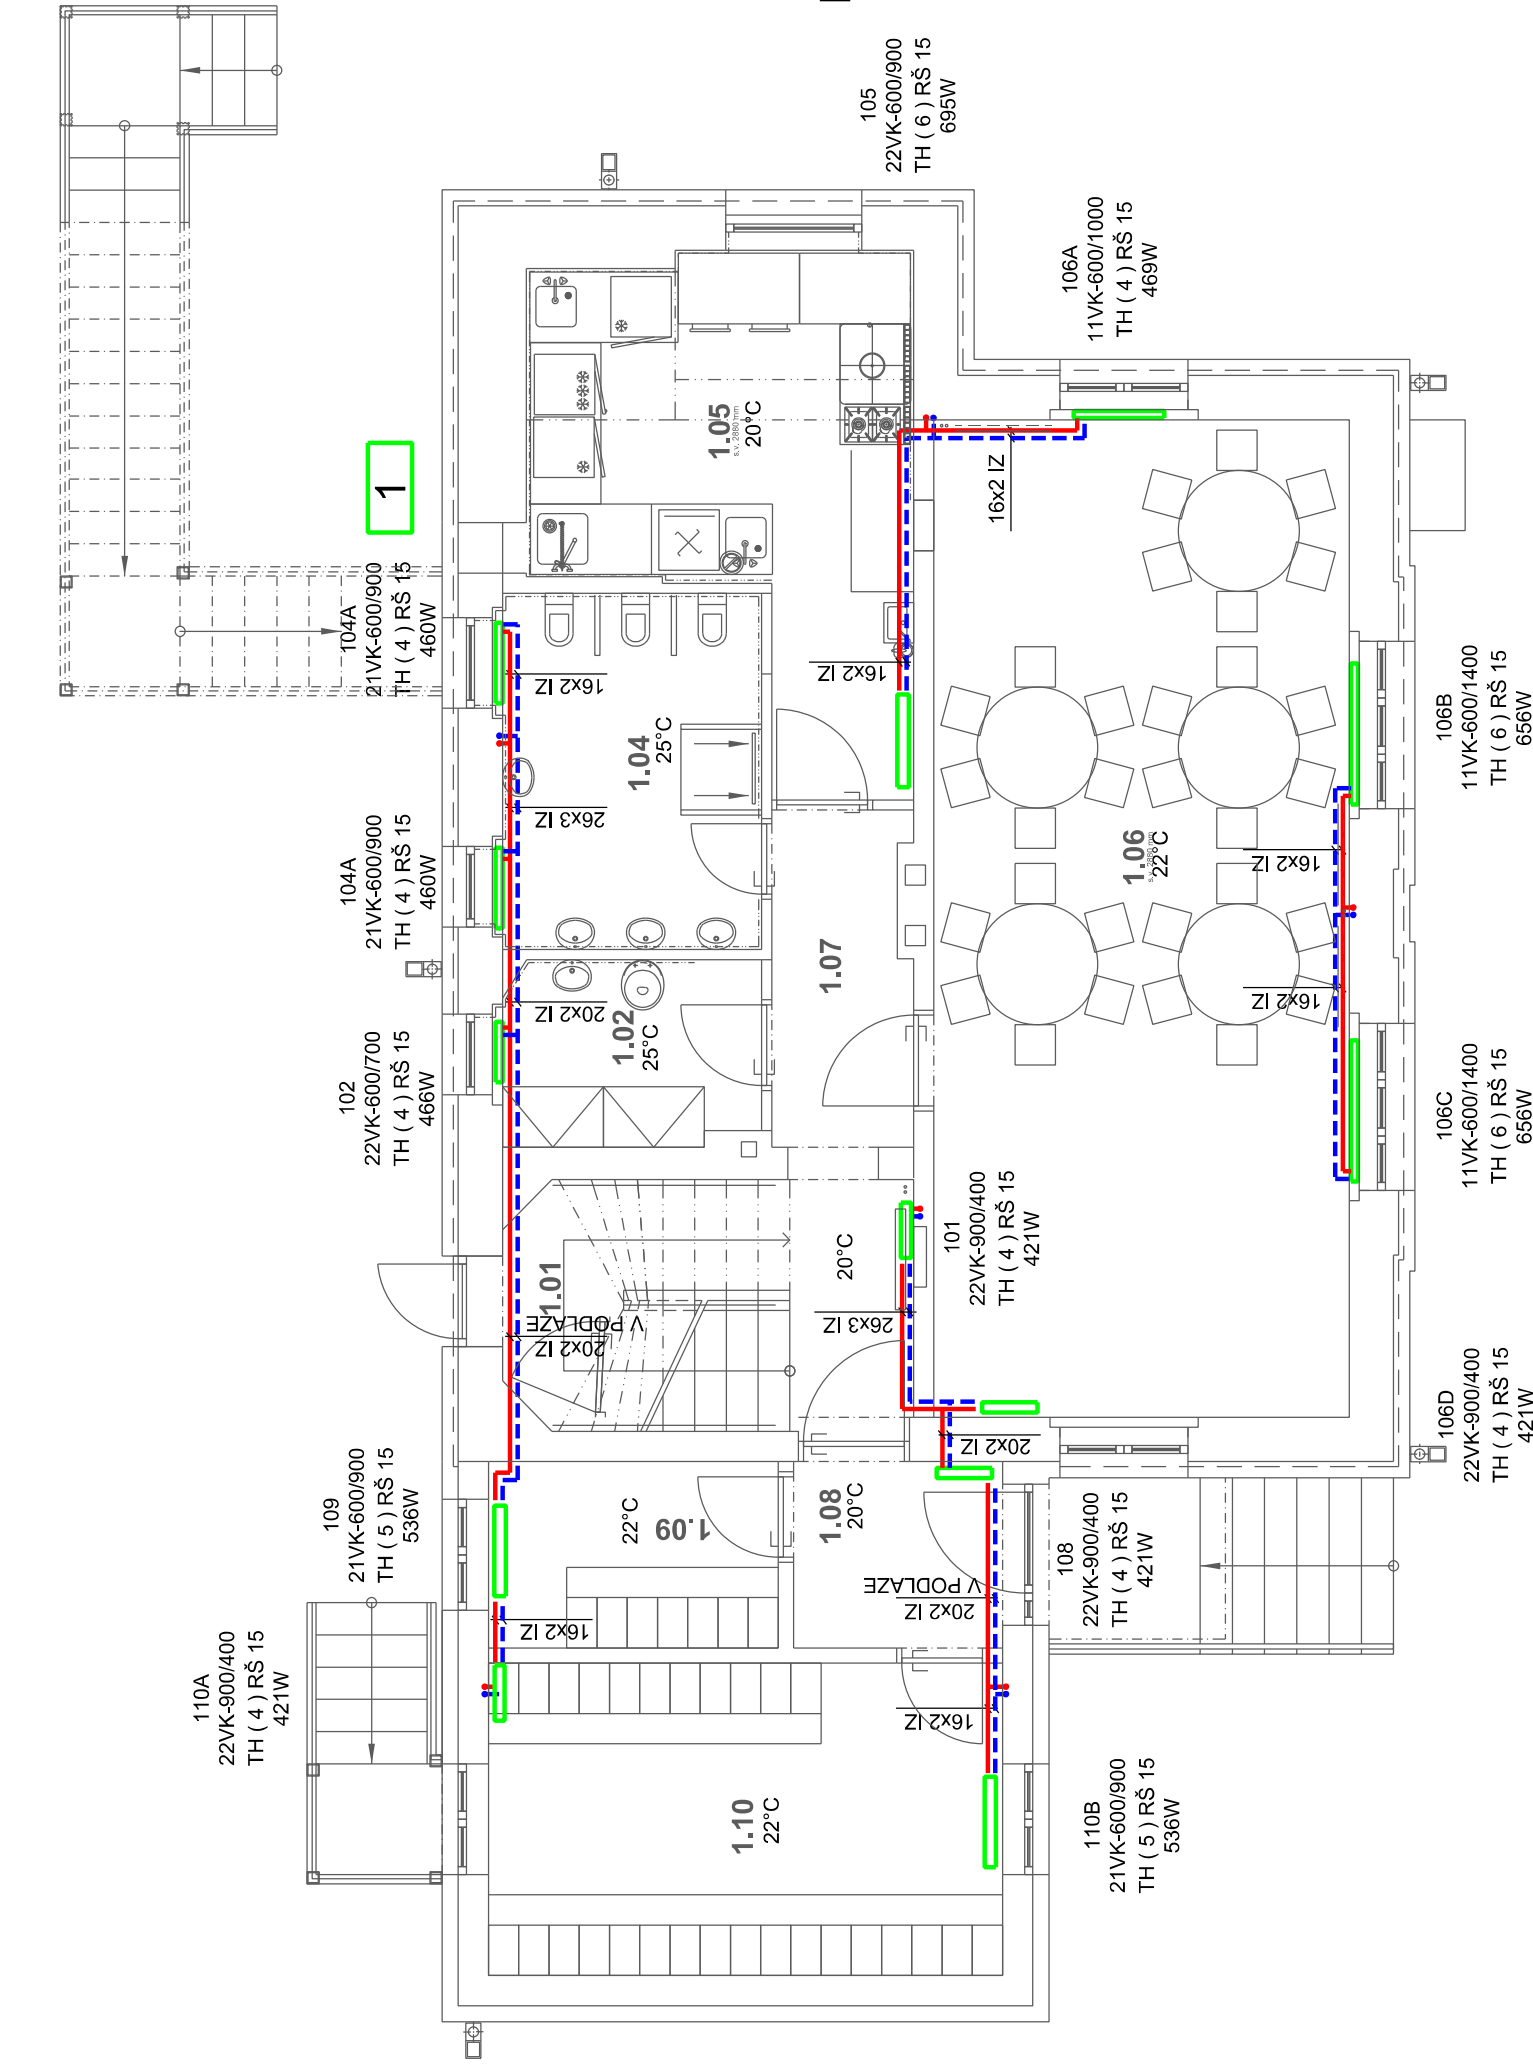 105
22VK-600/900
TH ( 6 ) RŠ 15
695W
106A
11VK-600/1000
TH ( 4 ) RŠ 15
469W
1
1.05
s.v. 2880 mm
20°C
16x2 IZ
104A
21VK-600/900
TH ( 4 ) RŠ 15
460W
16x2 IZ
16x2 IZ
1.04
25°C
26x3 IZ
106B
11VK-600/1400
TH ( 6 ) RŠ 15
656W
104A
21VK-600/900
TH ( 4 ) RŠ 15
460W
1.06
s.v. 2880 mm
22°C
16x2 IZ
1.07
20x2 IZ
16x2 IZ
1.02
25°C
102
22VK-600/700
TH ( 4 ) RŠ 15
466W
106C
11VK-600/1400
TH ( 6 ) RŠ 15
656W
101
22VK-900/400
TH ( 4 ) RŠ 15
421W
20°C
1.01
V PODLAZE
20x2 IZ
26x3 IZ
106D
22VK-900/400
TH ( 4 ) RŠ 15
421W
20x2 IZ
109
21VK-600/900
TH ( 5 ) RŠ 15
536W
22°C
1.09
1.08
20°C
108
22VK-900/400
TH ( 4 ) RŠ 15
421W
V PODLAZE
20x2 IZ
16x2 IZ
110A
22VK-900/400
TH ( 4 ) RŠ 15
421W
16x2 IZ
1.10
22°C
110B
21VK-600/900
TH ( 5 ) RŠ 15
536W